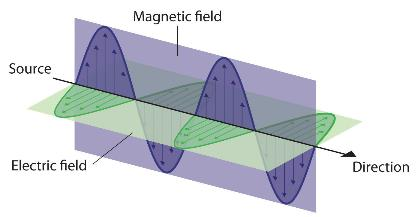 Magnetic field
Source
Electric field
Direction